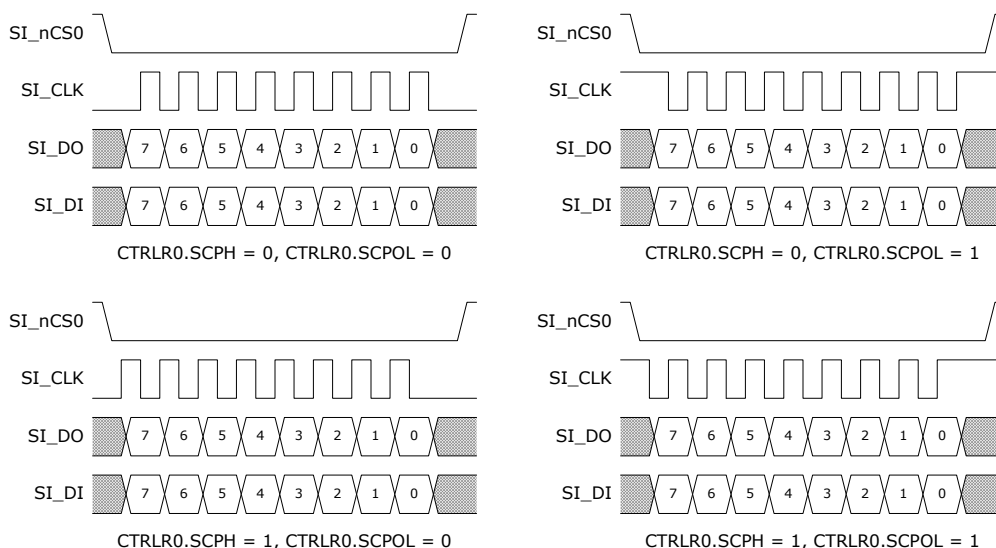 SI_nCS0
SI_CLK
SI_DO 7 6 5 4 3 2 1 0
SI_DI 7 6 5 4 3 2 1 0
CTRLR0.SCPH = 0, CTRLR0.SCPOL = 0
SI_nCS0
SI_CLK
SI_DO 7 6 5 4 3 2 1 0
SI_DI 7 6 5 4 3 2 1 0
CTRLR0.SCPH = 0, CTRLR0.SCPOL = 1
SI_nCS0
SI_CLK
SI_DO 7 6 5 4 3 2 1 0
SI_DI 7 6 5 4 3 2 1 0
CTRLR0.SCPH = 1, CTRLR0.SCPOL = 0
SI_nCS0
SI_CLK
SI_DO 7 6 5 4 3 2 1 0
SI_DI 7 6 5 4 3 2 1 0
CTRLR0.SCPH = 1, CTRLR0.SCPOL = 1